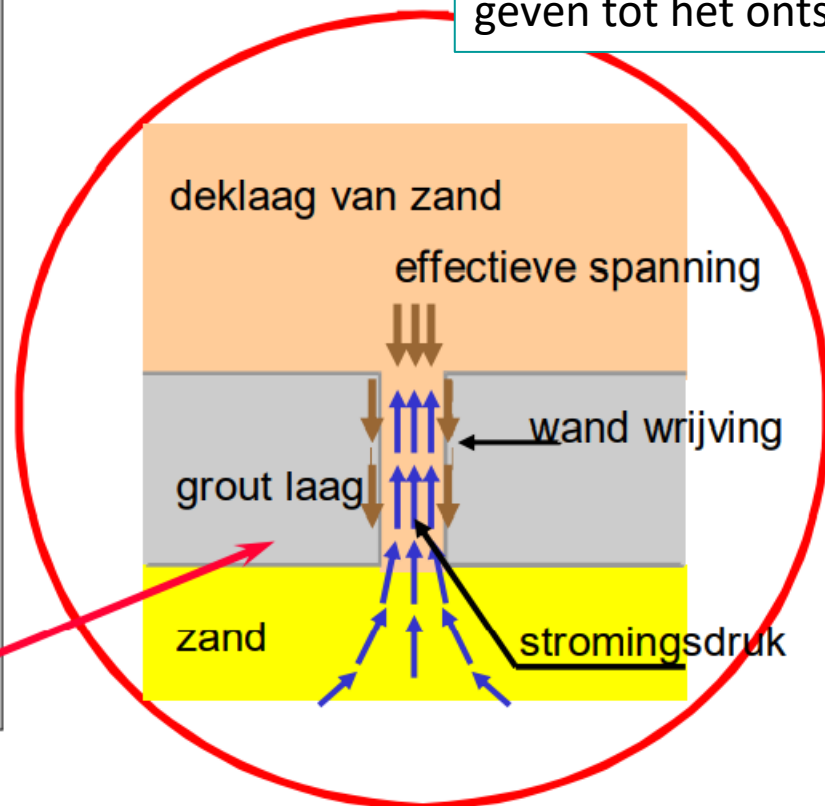 geven tot het onts
deklaag van zand
effectieve spanning
wand wrijving
grout laag
zand
stromingsdruk